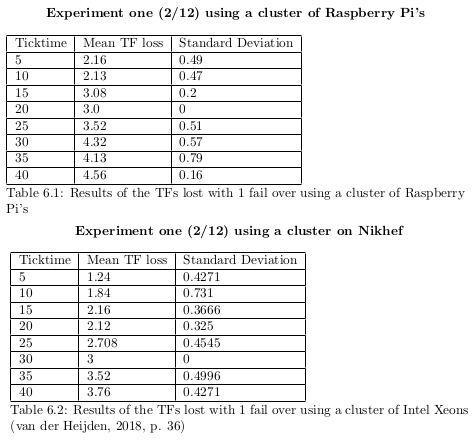 Experiment one (2/12) using a cluster of Raspberry Pi's
Ticktime Mean TF loss Standard Deviation
5 2.16 0.49
10 2.13 0.47
15 3.08 0.2
20 3.0 0
25 3.52 0.51
30 4.32 0.57
35 4.13 0.79
40 4.56 0.16
Table 6.1: Results of the TFs lost with 1 fail over using a cluster of Raspberry
Pi's
Experiment one (2/12) using a cluster on Nikhef
Ticktime Mean TF loss Standard Deviation
5 1.24 0.4271
10 1.84 0.731
15 2.16 0.3666
20 2.12 0.325
25 2.708 0.4545
30 3 0
35 3.52 0.4996
40 3.76 0.4271
Table 6.2: Results of the TFs lost with 1 fail over using a cluster of Intel Xeons
(van der Heijden, 2018, p. 36)